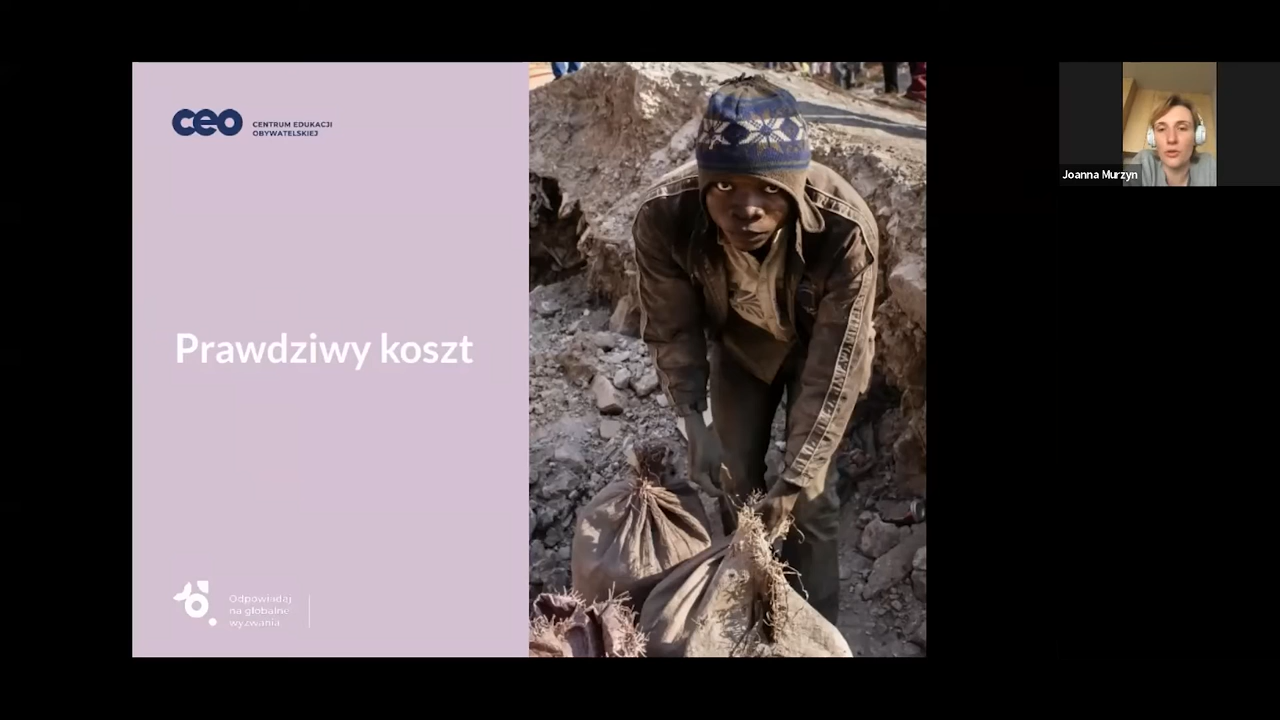 ceo
CENTRUM EDUKACJI
OBYWATELSKIEJ
Prawdziwy koszt
Odpowiadaj
na globalne
wyzwania
Joanna Murzyn